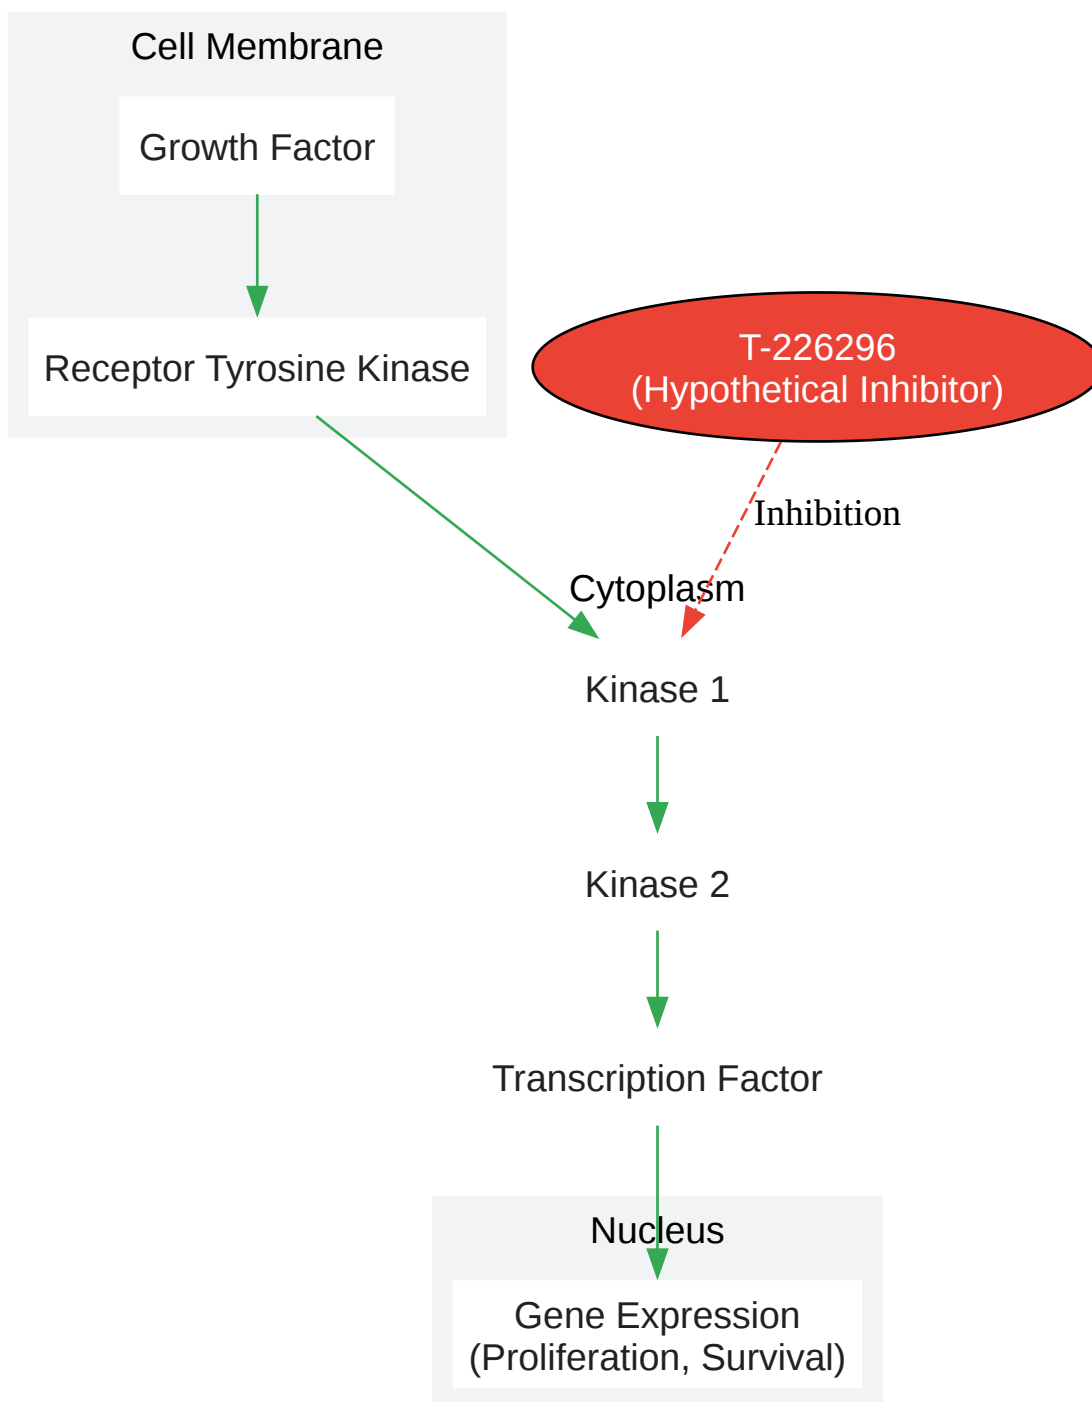 Cell Membrane
Growth Factor
Receptor Tyrosine Kinase
T-226296
(Hypothetical Inhibitor)
Inhibition
Cytoplasm
Kinase 1
Kinase 2
Transcription Factor
Nucleus
Gene Expression
(Proliferation, Survival)